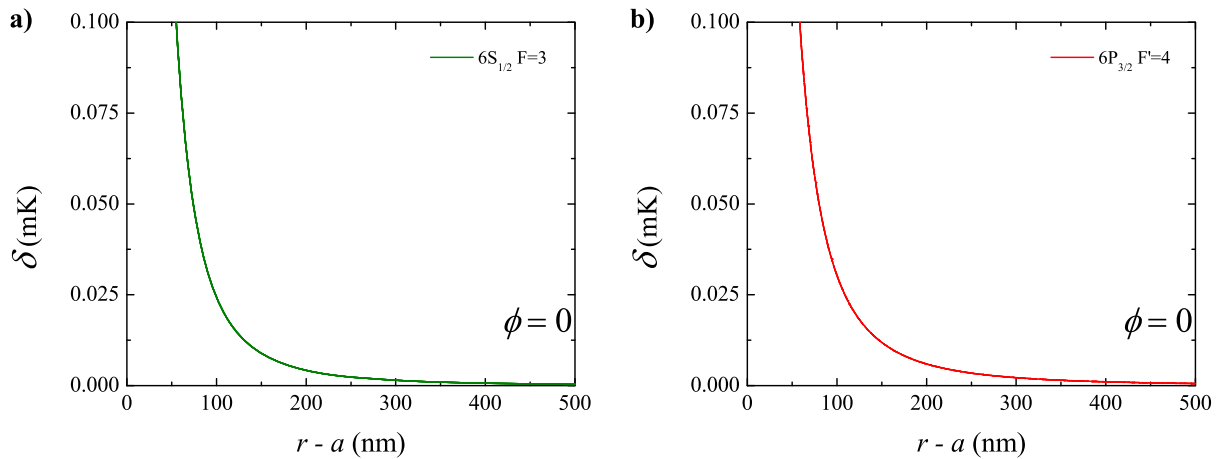 a)
0.100
0.075
0.050
0.025
0.000
δ (mK)
6S1/2 F=3
ϕ = 0
0 100 200 300 400 500
r - a (nm)
b)
0.100
0.075
0.050
0.025
0.000
δ (mK)
6P3/2 F'=4
ϕ = 0
0 100 200 300 400 500
r - a (nm)